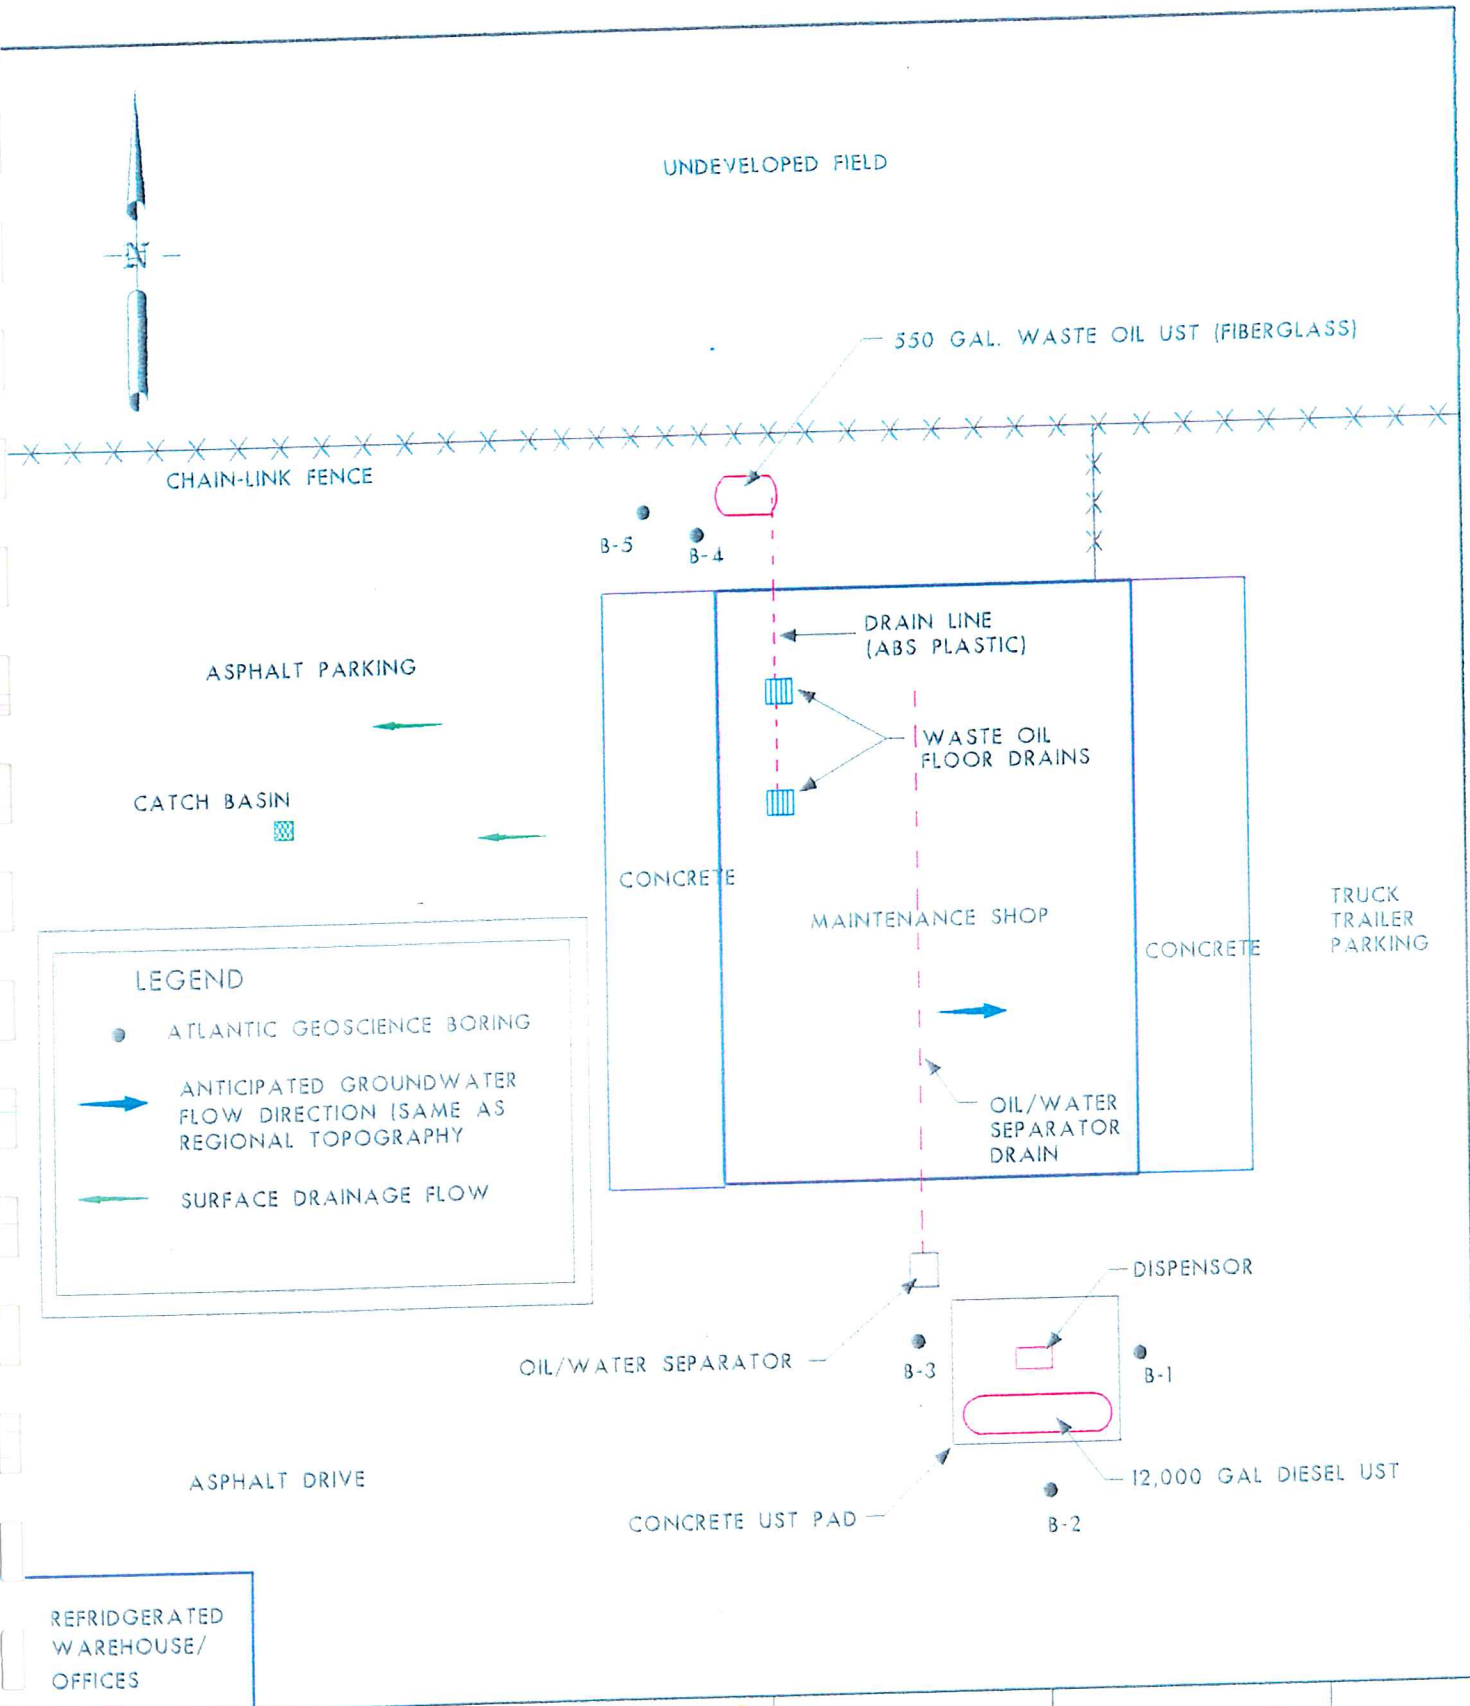 UNDEVELOPED FIELD
N
550 GAL. WASTE OIL UST (FIBERGLASS)
CHAIN-LINK FENCE
B-5
B-4
DRAIN LINE
(ABS PLASTIC)
ASPHALT PARKING
WASTE OIL
FLOOR DRAINS
CATCH BASIN
CONCRETE
MAINTENANCE SHOP
TRUCK
TRAILER
PARKING
CONCRETE
LEGEND
ATLANTIC GEOSCIENCE BORING
ANTICIPATED GROUNDWATER
FLOW DIRECTION (SAME AS
REGIONAL TOPOGRAPHY
SURFACE DRAINAGE FLOW
OIL/WATER
SEPARATOR
DRAIN
DISPENSOR
OIL/WATER SEPARATOR
B-3
B-1
12,000 GAL DIESEL UST
ASPHALT DRIVE
CONCRETE UST PAD
B-2
REFRIDGERATED
WAREHOUSE/
OFFICES